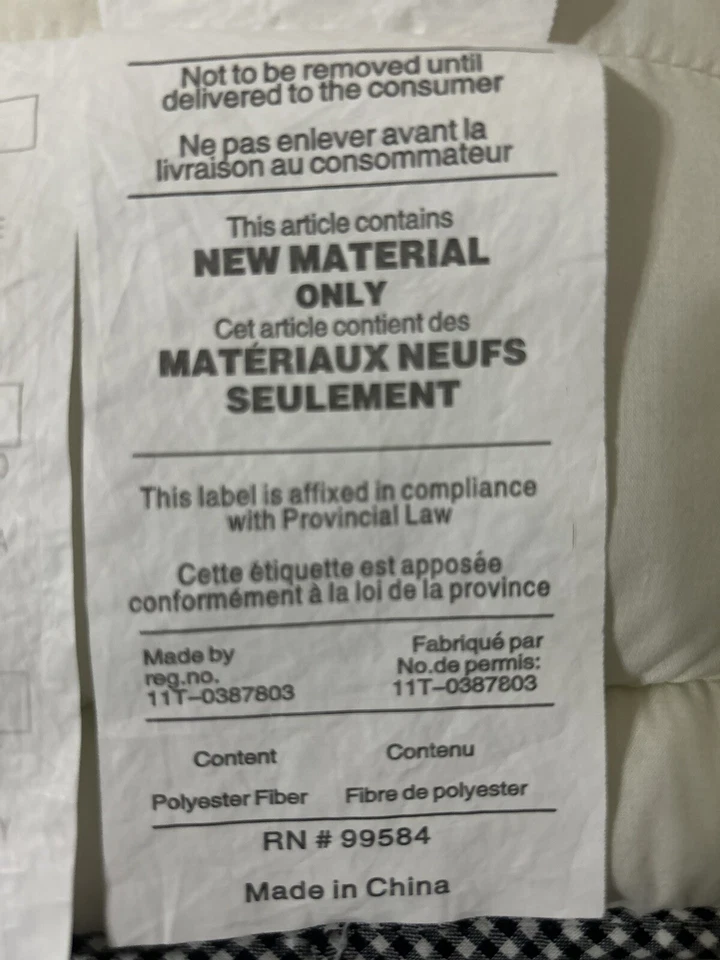 Not to be removed until
delivered to the consumer
Ne pas enlever avant la
livraison au consommateur
This article contains
NEW MATERIAL
ONLY
Cet article contient des
MATÉRIAUX NEUFS
SEULEMENT
This label is affixed in compliance
with Provincial Law
Cette étiquette est apposée
conformément à la loi de la province
Made by
reg.no.
11T-0387803
Fabriqué par
No.de permis:
11T-0387803
Content
Contenu
Polyester Fiber
Fibre de polyester
RN # 99584
Made in China